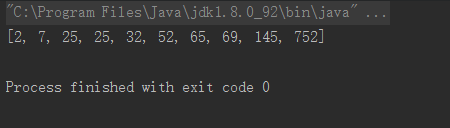 "C:\Program Files\Java\jdk1.8.0_92\bin\java" ...
[2, 7, 25, 25, 32, 52, 65, 69, 145, 752]
Process finished with exit code 0